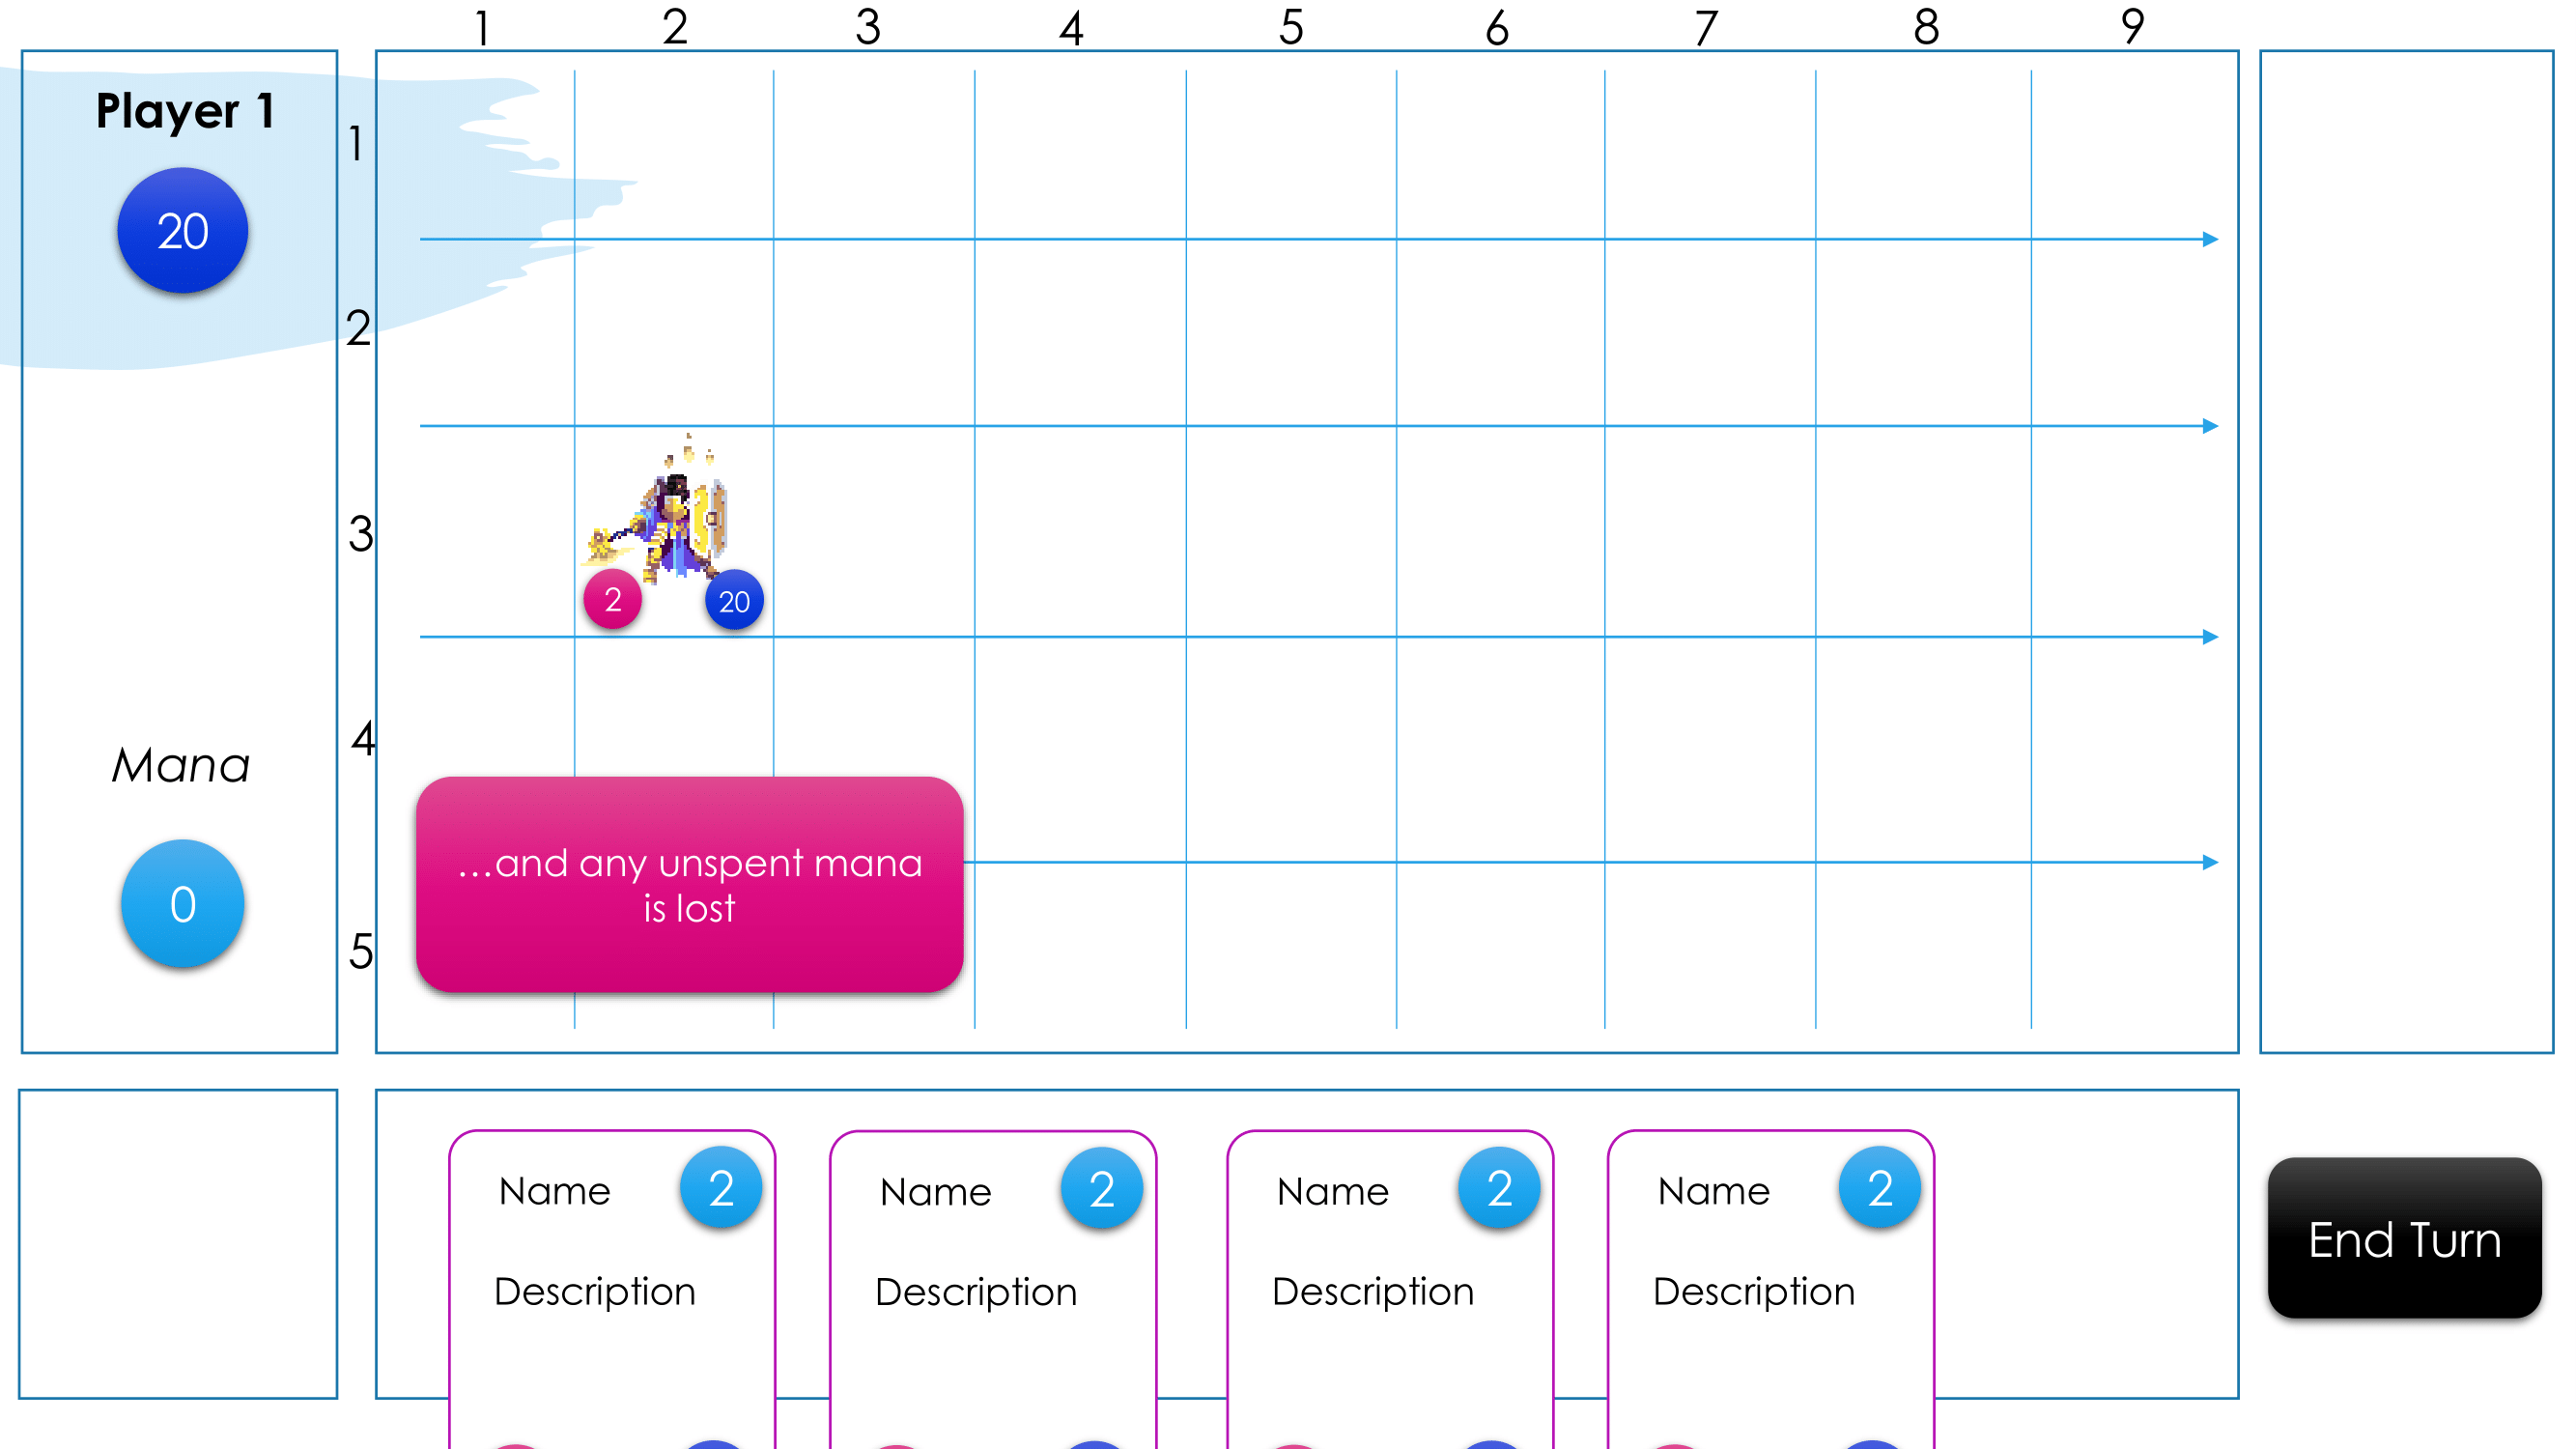 1 2 3 4 5 6 7 8 9
Player 1
1
20
2
3
2 20
4
Mana
…and any unspent mana
is lost
0
5
Name 2 Name 2 Name 2 Name 2
End Turn
Description Description Description Description